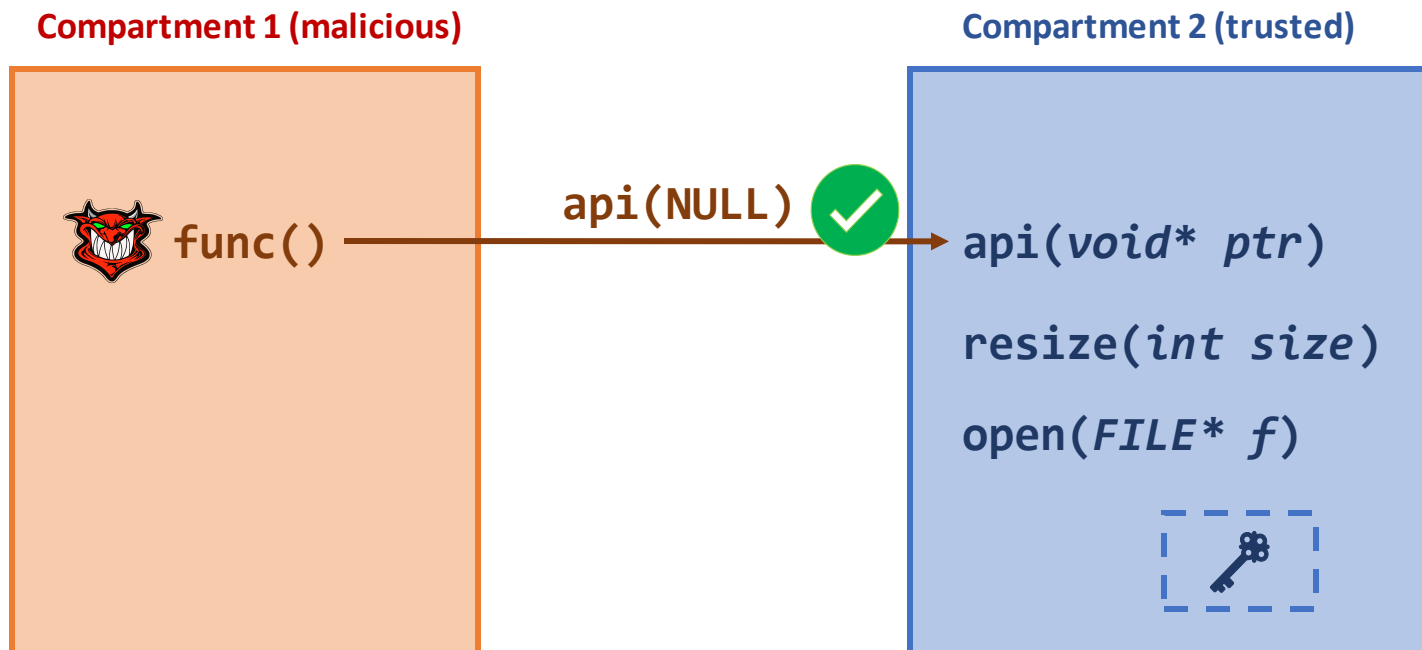 Compartment 1 (malicious)
Compartment 2 (trusted)
api(NULL)
func()
api(void* ptr)
resize(int size)
open(FILE* f)